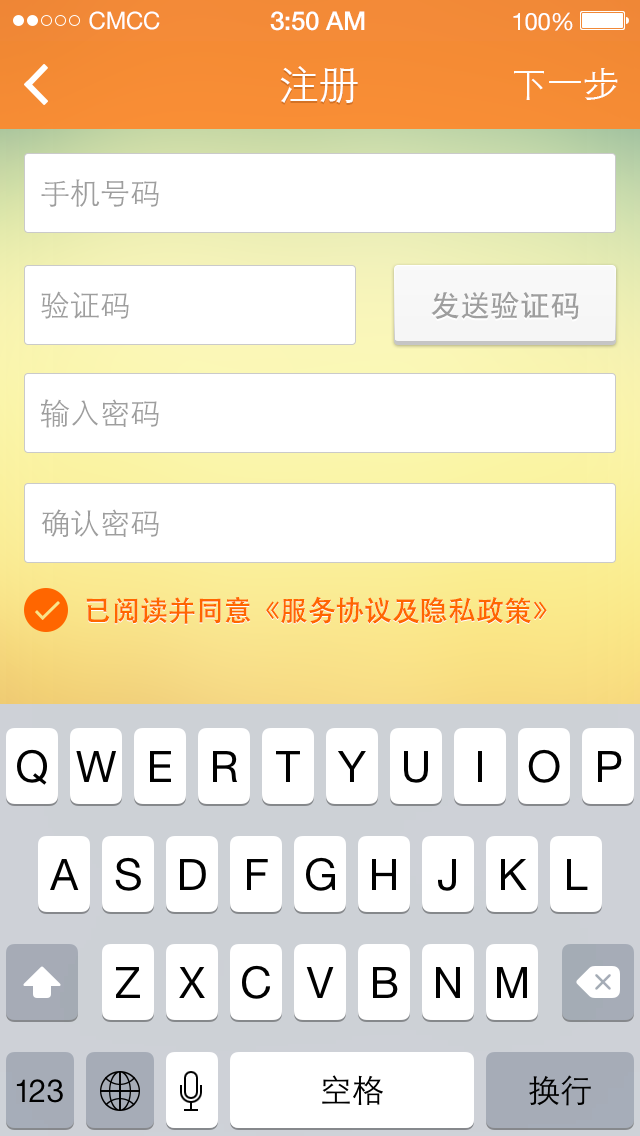 CMCC 3:50 AM 100%
注册 下一步
手机号码
验证码 发送验证码
输入密码
确认密码
已阅读并同意《服务协议及隐私政策》
Q W E R T Y U I O P
A S D F G H J K L
Z X C V B N M
123 空格 换行